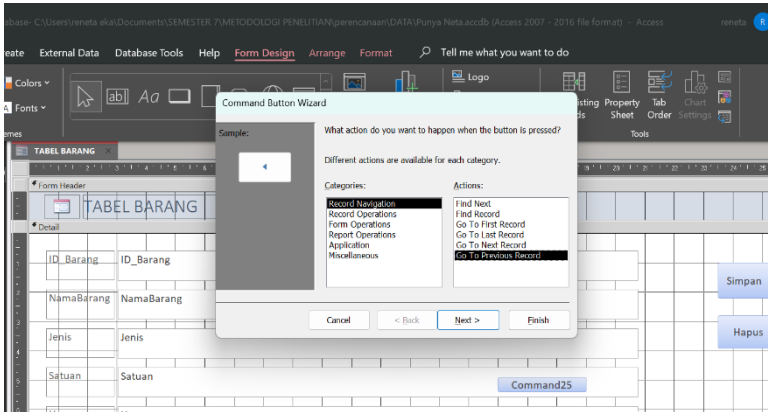 abase- C:\Users\reneta eka\Documents\SEMESTER 7\METODOLOGI PENELITIAN\perencanaan\DATA\Punya Neta.accdb (Access 2007 - 2016 file format) - Access reneta R
reate External Data Database Tools Help Form Design Arrange Format Tell me what you want to do
Colors
Fonts
emes
ab Aa
Logo
isting
ds
Property
Sheet
Tab
Order
Chart
Settings
Tools
TABEL BARANG
Form Header
TABEL BARANG
Detail
ID_Barang ID_Barang
NamaBarang NamaBarang
Jenis Jenis
Satuan Satuan
Command25
Simpan
Hapus
Command Button Wizard
Sample:
What action do you want to happen when the button is pressed?
Different actions are available for each category.
Categories:
Record Navigation
Record Operations
Form Operations
Report Operations
Application
Miscellaneous
Actions:
Find Next
Find Record
Go To First Record
Go To Last Record
Go To Next Record
Go To Previous Record
Cancel < Back Next > Finish